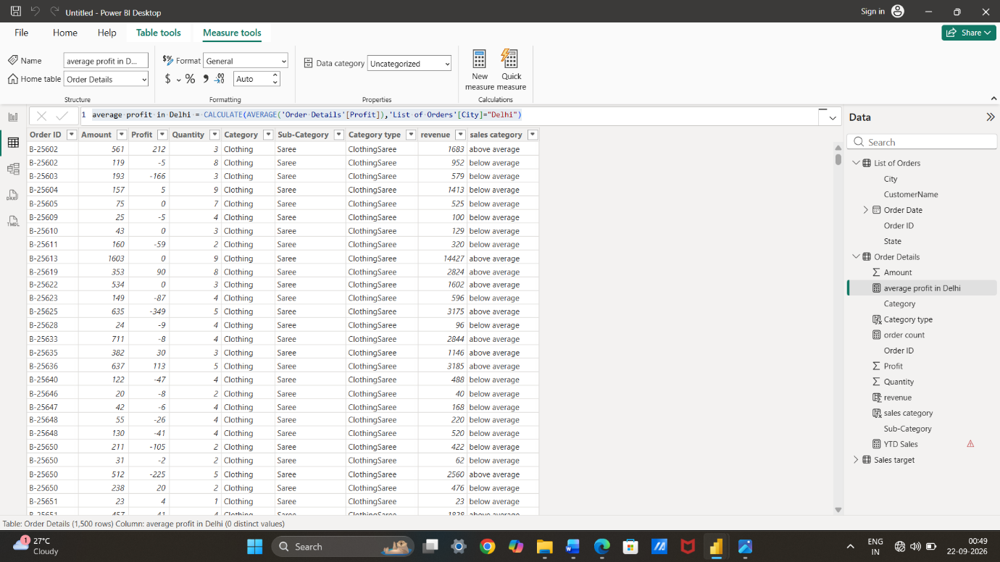 Untitled - Power BI Desktop
Sign in
File Home Help Table tools Measure tools
Share
Name average profit in D...
Home table Order Details
Structure
Format General
$ % 9 Auto
Formatting
Data category Uncategorized
Properties
New measure
Quick measure
Calculations
1 average profit in Delhi = CALCULATE(AVERAGE('Order Details'[Profit]),'List of Orders'[City]="Delhi")
Order ID Amount Profit Quantity Category Sub-Category Category type revenue sales category
B-25602 561 212 3 Clothing Saree ClothingSaree 1683 above average
B-25602 119 -5 8 Clothing Saree ClothingSaree 952 below average
B-25603 193 -166 3 Clothing Saree ClothingSaree 579 below average
B-25604 157 5 9 Clothing Saree ClothingSaree 1413 below average
B-25605 75 0 7 Clothing Saree ClothingSaree 525 below average
B-25609 25 -5 4 Clothing Saree ClothingSaree 100 below average
B-25610 43 0 3 Clothing Saree ClothingSaree 129 below average
B-25611 160 -59 2 Clothing Saree ClothingSaree 320 below average
B-25613 1603 0 9 Clothing Saree ClothingSaree 14427 above average
B-25619 353 90 8 Clothing Saree ClothingSaree 2824 above average
B-25622 534 0 3 Clothing Saree ClothingSaree 1602 above average
B-25623 149 -87 4 Clothing Saree ClothingSaree 596 below average
B-25625 635 -349 5 Clothing Saree ClothingSaree 3175 above average
B-25628 24 -9 4 Clothing Saree ClothingSaree 96 below average
B-25633 711 -8 4 Clothing Saree ClothingSaree 2844 above average
B-25635 382 30 3 Clothing Saree ClothingSaree 1146 above average
B-25636 637 113 5 Clothing Saree ClothingSaree 3185 above average
B-25640 122 -47 4 Clothing Saree ClothingSaree 488 below average
B-25646 20 -8 2 Clothing Saree ClothingSaree 40 below average
B-25647 42 -6 4 Clothing Saree ClothingSaree 168 below average
B-25648 55 -26 4 Clothing Saree ClothingSaree 220 below average
B-25648 130 -41 4 Clothing Saree ClothingSaree 520 below average
B-25650 211 -105 2 Clothing Saree ClothingSaree 422 below average
B-25650 31 -2 2 Clothing Saree ClothingSaree 62 below average
B-25650 512 -225 5 Clothing Saree ClothingSaree 2560 above average
B-25650 238 20 2 Clothing Saree ClothingSaree 476 below average
B-25651 23 4 1 Clothing Saree ClothingSaree 23 below average
Data
Search
List of Orders
City
CustomerName
Order Date
Order ID
State
Order Details
Amount
average profit in Delhi
Category
Category type
order count
Order ID
Profit
Quantity
revenue
sales category
Sub-Category
YTD Sales
Sales target
Table: Order Details (1,500 rows) Column: average profit in Delhi (0 distinct values)
1
27°C
Cloudy
Search
ENG
IN
00:49
22-09-2026